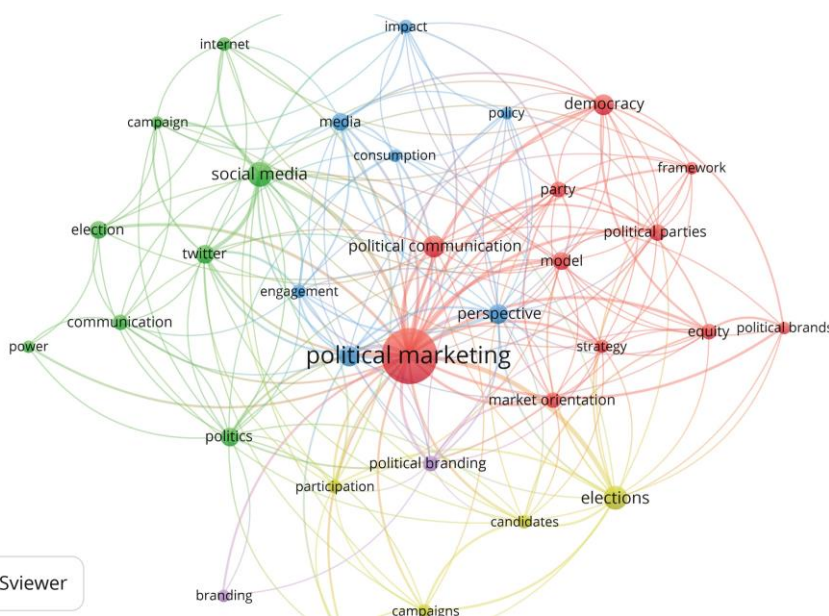 impact
internet
democracy
policy
campaign
media
consumption
framework
social media
party
election
political parties
political communication
twitter
model
engagement
perspective
communication
political brands
equity
power
strategy
political marketing
market orientation
politics
political branding
participation
elections
candidates
Sviewer
branding
campaigns